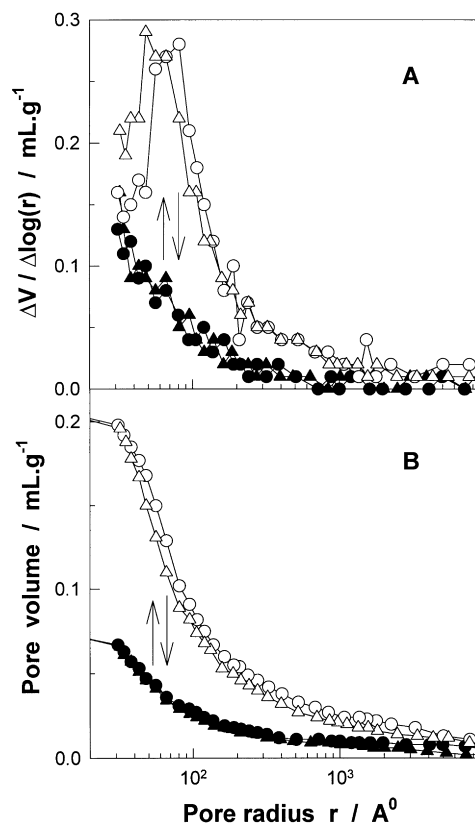 0.3
A
0.2
0.1
0.0
ΔV / Δlog(r) / mL.g⁻¹
0.2
B
0.1
0.0
Pore volume / mL.g⁻¹
10² 10³
Pore radius r / A⁰